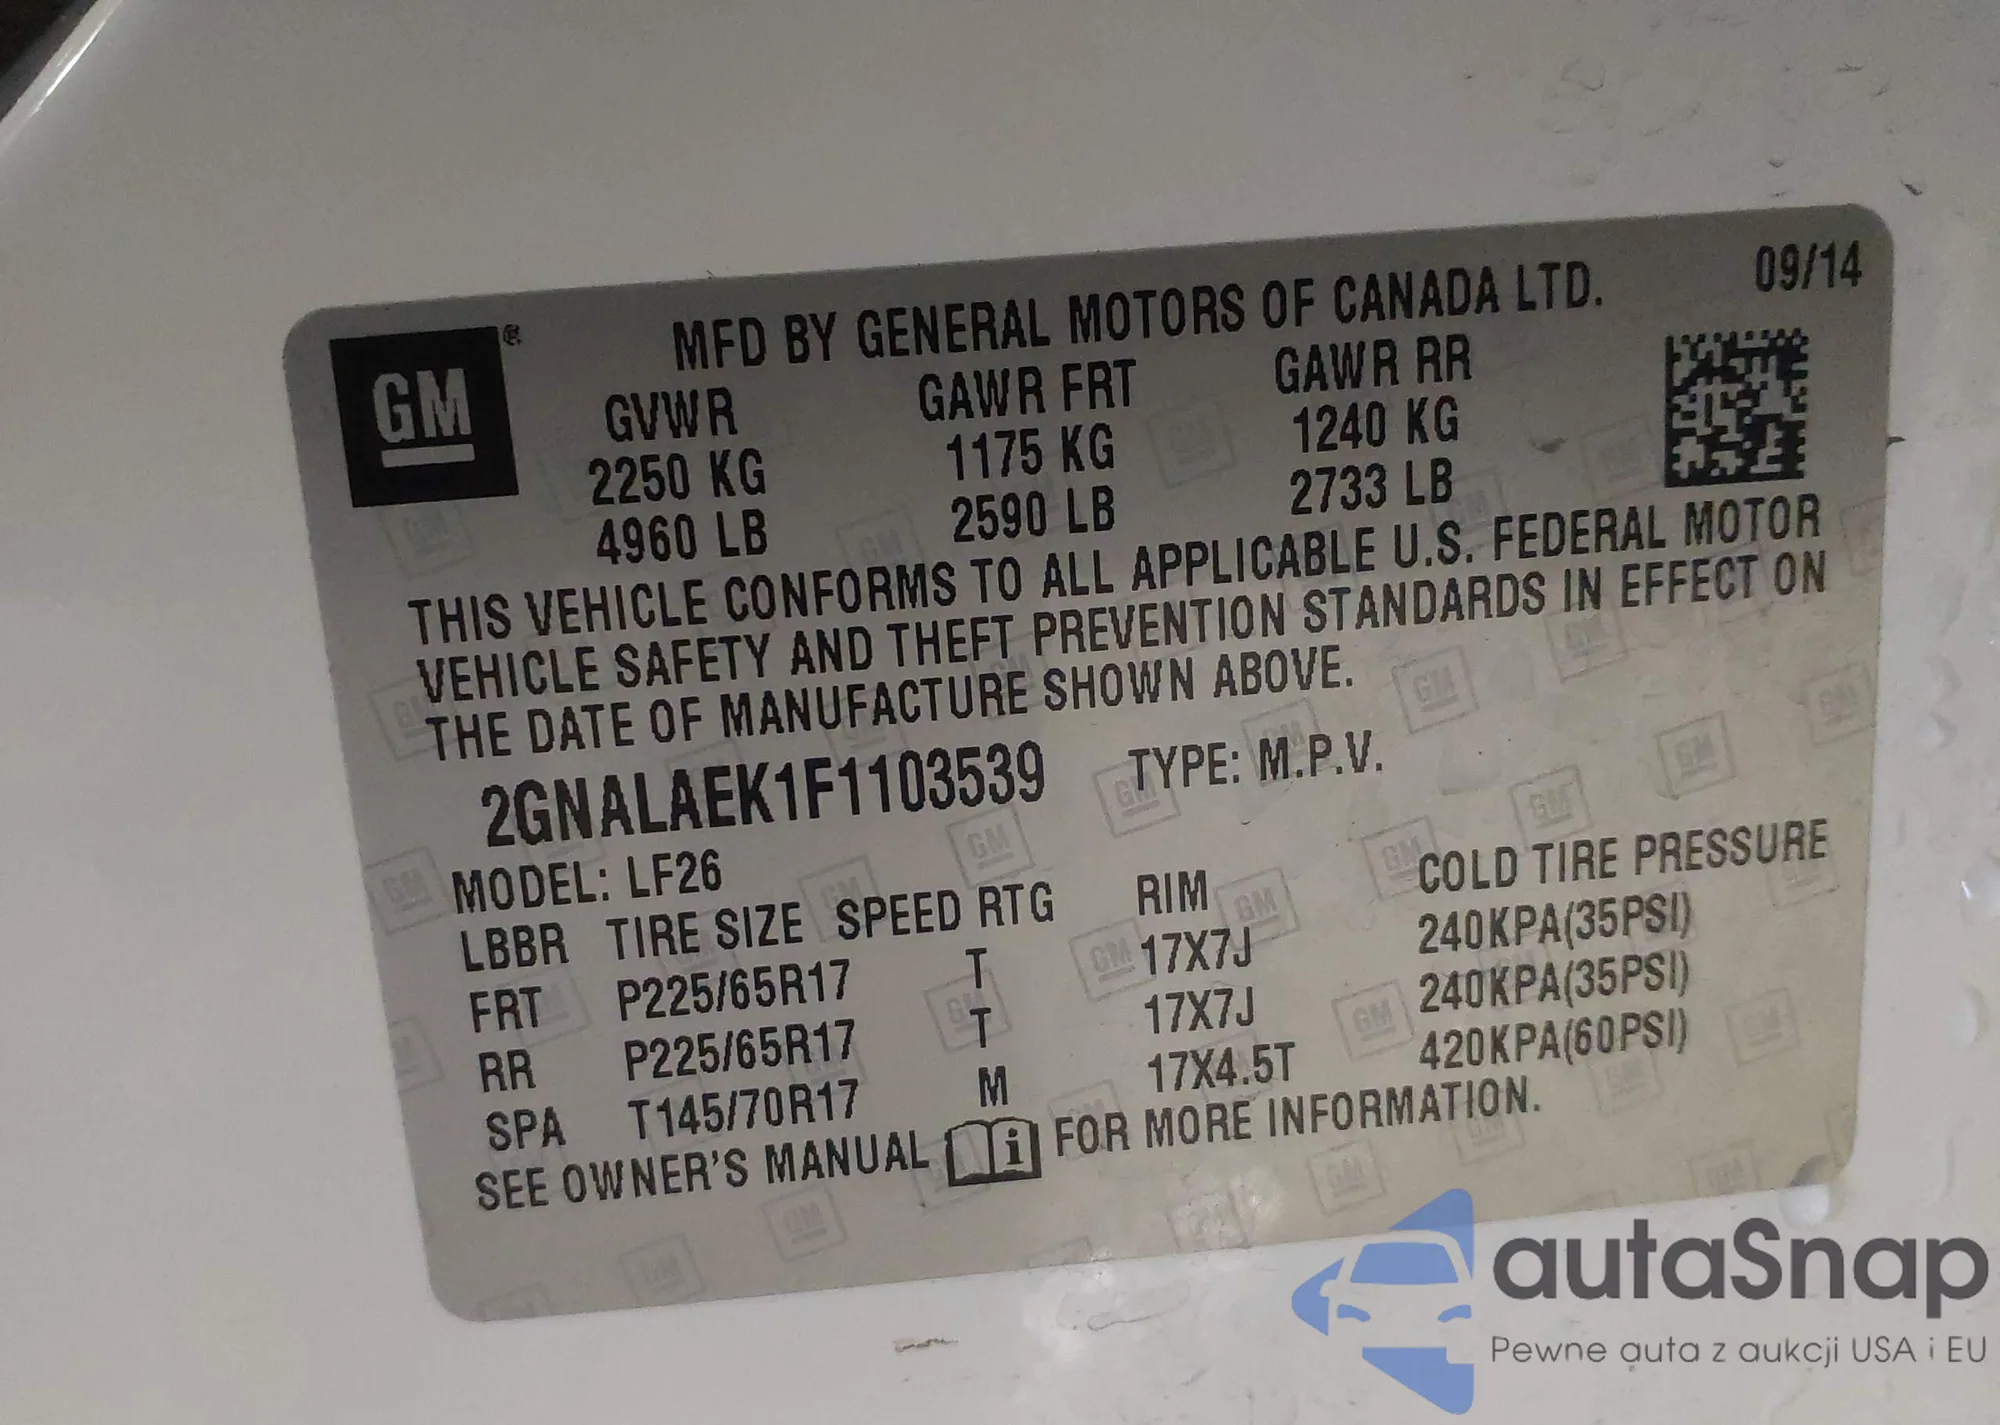 MFD BY GENERAL MOTORS OF CANADA LTD. 09/14
GM ®
GVWR GAWR FRT GAWR RR
2250 KG 1175 KG 1240 KG
4960 LB 2590 LB 2733 LB
THIS VEHICLE CONFORMS TO ALL APPLICABLE U.S. FEDERAL MOTOR
VEHICLE SAFETY AND THEFT PREVENTION STANDARDS IN EFFECT ON
THE DATE OF MANUFACTURE SHOWN ABOVE.
2GNALAEK1F1103539 TYPE: M.P.V.
MODEL: LF26
LBBR TIRE SIZE SPEED RTG RIM COLD TIRE PRESSURE
FRT P225/65R17 T 17X7J 240KPA(35PSI)
RR P225/65R17 T 17X7J 240KPA(35PSI)
SPA T145/70R17 M 17X4.5T 420KPA(60PSI)
SEE OWNER'S MANUAL i FOR MORE INFORMATION.
autaSnap
Pewne auta z aukcji USA i EU